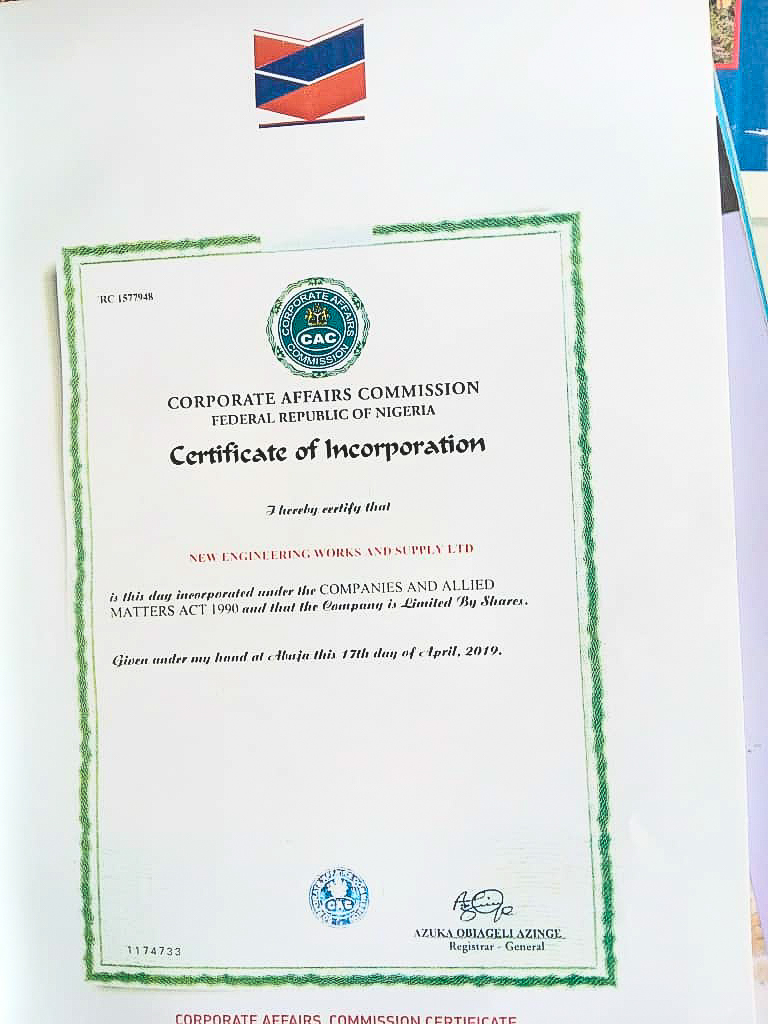 RC 1577948
CORPORATE AFFAIRS
CAC
COMMISSION
CORPORATE AFFAIRS COMMISSION
FEDERAL REPUBLIC OF NIGERIA
Certificate of Incorporation
I hereby certify that
NEW ENGINEERING WORKS AND SUPPLY LTD
is this day incorporated under the COMPANIES AND ALLIED
MATTERS ACT 1990 and that the Company is Limited By Shares.
Given under my hand at Abuja this 17th day of April, 2019.
CAC
AZUKA OBIAGELI AZINGE
Registrar - General
1174733
CORPORATE AFFAIRS COMMISSION CERTIFICATE